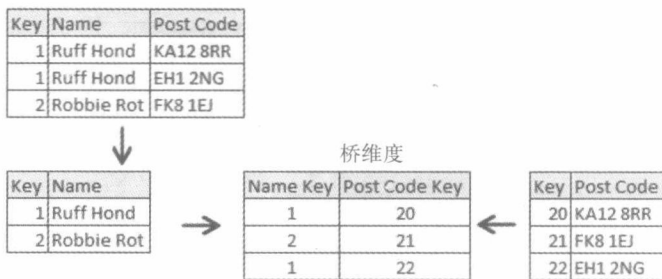 Key Name Post Code
1 Ruff Hond KA12 8RR
1 Ruff Hond EH1 2NG
2 Robbie Rot FK8 1EJ
桥维度
Key Name
1 Ruff Hond
2 Robbie Rot
Name Key Post Code Key
1 20
2 21
1 22
Key Post Code
20 KA12 8RR
21 FK8 1EJ
22 EH1 2NG